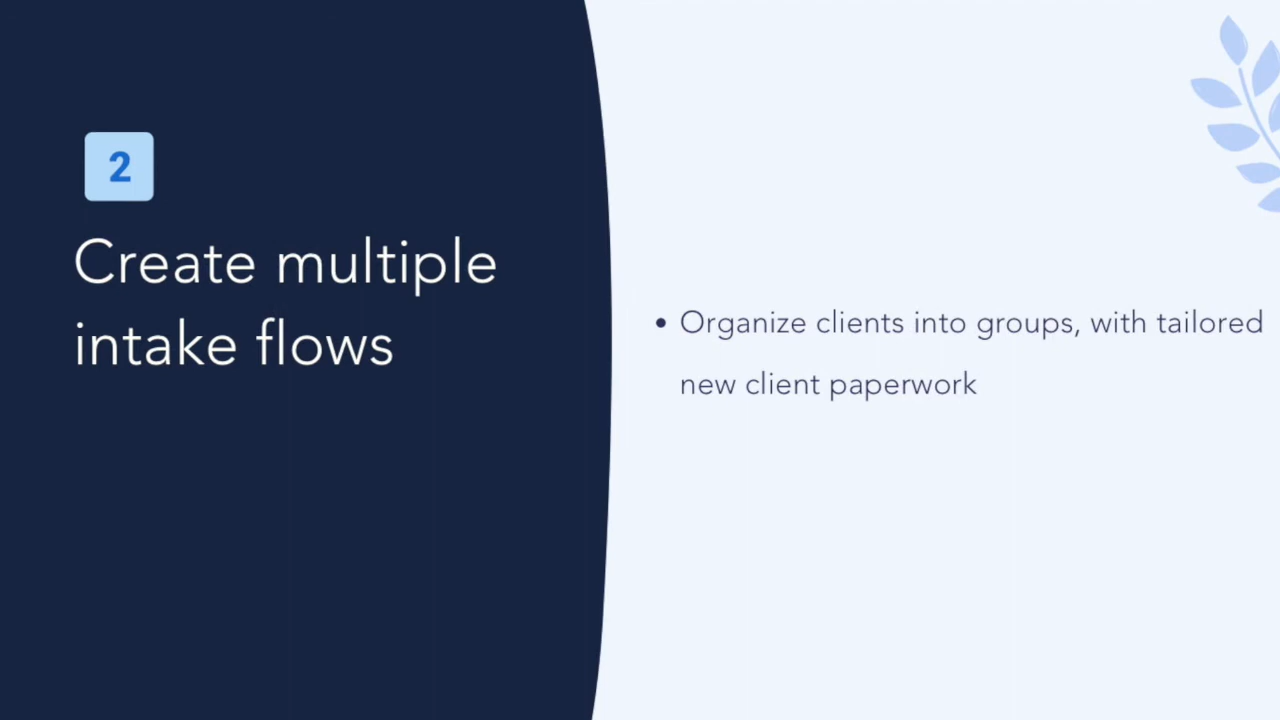 2
Create multiple
intake flows
• Organize clients into groups, with tailored
new client paperwork